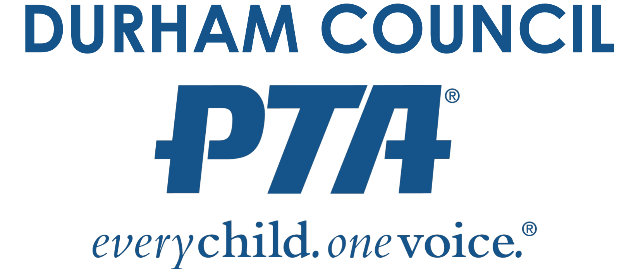 DURHAM COUNCIL
PTA®
everychild. onevoice.®